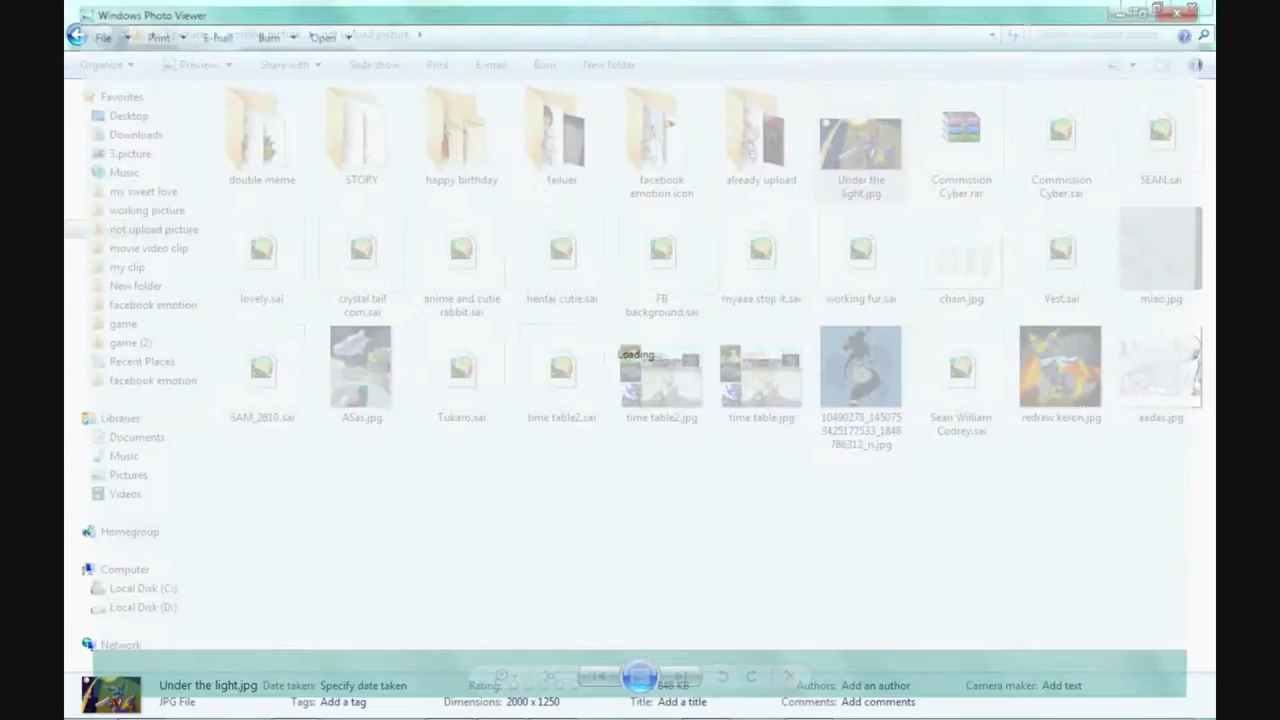 Windows Photo Viewer
File Print E-mail Burn Open
not upload picture
Organize Preview Share with Slide show Print E-mail Burn New folder
Favorites
Desktop
Downloads
3.picture
Music
my sweet love
working picture
not upload picture
movie video clip
my clip
New folder
facebook emotion
game
game (2)
Recent Places
facebook emotion
Libraries
Documents
Music
Pictures
Videos
Homegroup
Computer
Local Disk (C:)
Local Disk (D:)
Network
double meme
STORY
happy birthday
failuer
facebook
emotion icon
already upload
Under the
light.jpg
Commission
Cyber.rar
Commission
Cyber.sai
SEAN.sai
lovely.sai
crystal tail
com.sai
anime and cutie
rabbit.sai
hentai cutie.sai
FB
background.sai
myaaa stop it.sai
working fur.sai
chain.jpg
Vest.sai
miao.jpg
Loading...
SAM_2610.sai
ASas.jpg
Tukaro.sai
time table2.sai
time table2.jpg
time table.jpg
10490278_145075
3425177533_1848
786312_n.jpg
Sean William
Codrey.sai
redraw keron.jpg
aadas.jpg
Under the light.jpg Date taken: Specify date taken Rating: 848 KB Authors: Add an author Camera maker: Add text
JPG File Tags: Add a tag Dimensions: 2000 x 1250 Title: Add a title Comments: Add comments